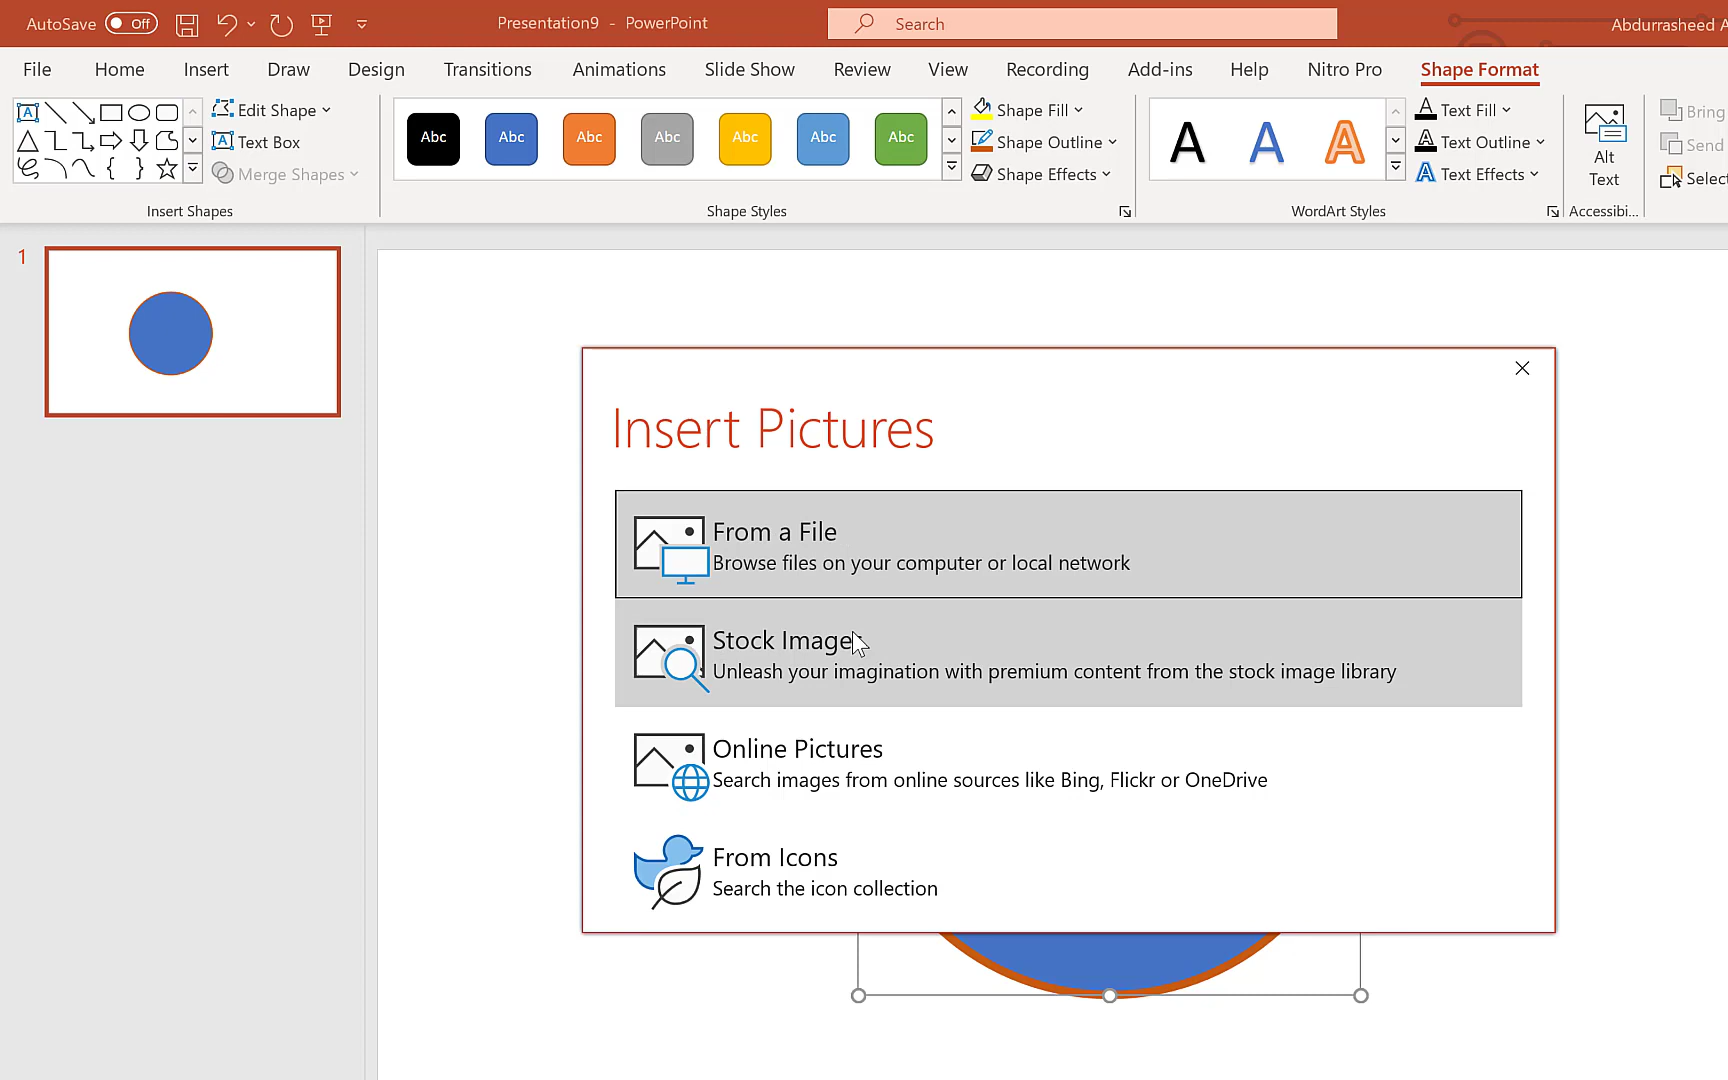 AutoSave Off Presentation9 - PowerPoint Search Abdurrasheed A
File Home Insert Draw Design Transitions Animations Slide Show Review View Recording Add-ins Help Nitro Pro Shape Format
Edit Shape
Text Box
Merge Shapes
Insert Shapes
Abc Abc Abc Abc Abc Abc Abc
Shape Fill
Shape Outline
Shape Effects
Shape Styles
A A A
Text Fill
Text Outline
Text Effects
WordArt Styles
Alt
Text
Accessibi...
Bring
Send
Select
1
Insert Pictures
From a File
Browse files on your computer or local network
Stock Images
Unleash your imagination with premium content from the stock image library
Online Pictures
Search images from online sources like Bing, Flickr or OneDrive
From Icons
Search the icon collection